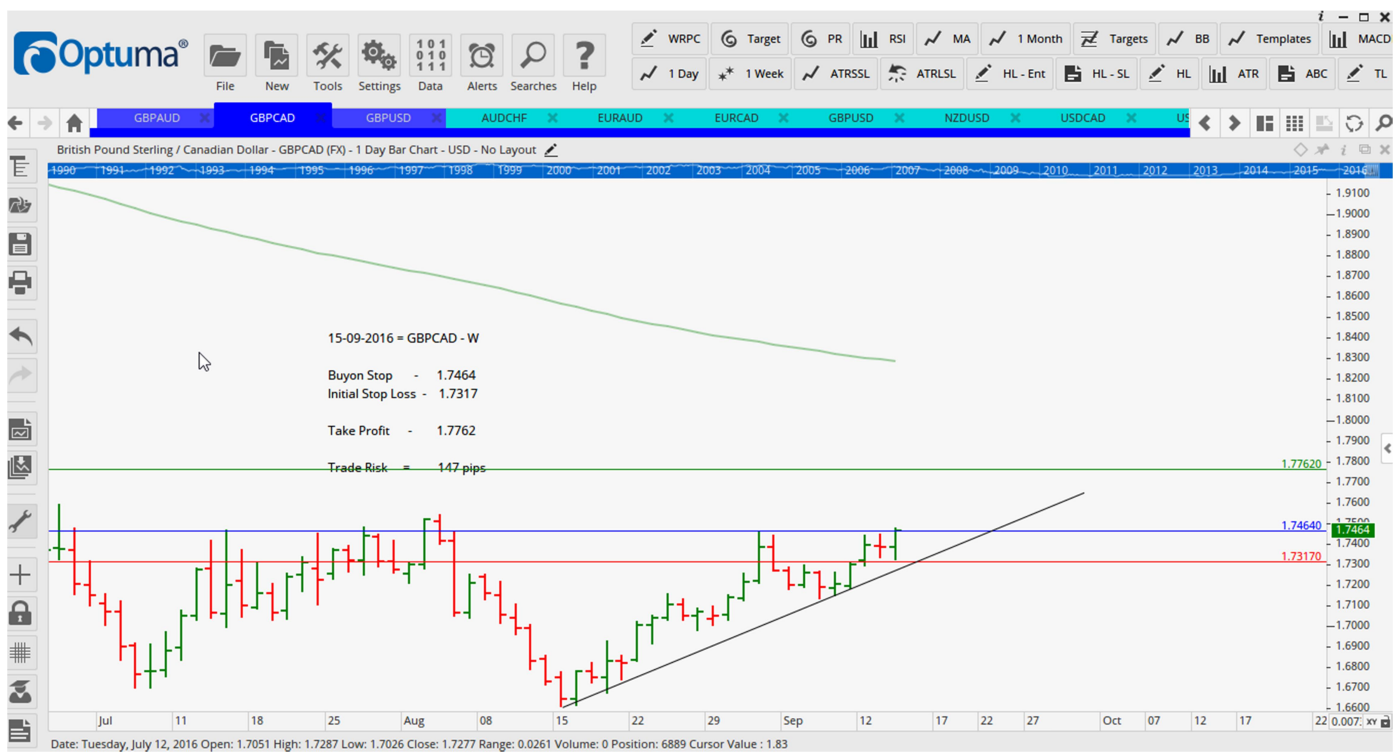 i
Optuma®
File New Tools Settings Data Alerts Searches Help
101
010
111
WRPC Target PR RSI MA 1 Month Targets BB Templates MACD
1 Day 1 Week ATRSSL ATRLSL HL - Ent HL - SL HL ATR ABC TL
GBPAUD GBPCAD GBPUSD AUDCHF EURAUD EURCAD GBPUSD NZDUSD USDCAD US
British Pound Sterling / Canadian Dollar - GBPCAD (FX) - 1 Day Bar Chart - USD - No Layout
1990 1991 1992 1993 1994 1995 1996 1997 1998 1999 2000 2001 2002 2003 2004 2005 2006 2007 2008 2009 2010 2011 2012 2013 2014 2015 2016
1.9100
1.9000
1.8900
1.8800
1.8700
1.8600
1.8500
1.8400
1.8300
1.8200
1.8100
1.8000
1.7900
1.7800
1.7700
1.7600
1.7500
1.7464
1.7400
1.7300
1.7200
1.7100
1.7000
1.6900
1.6800
1.6700
1.6600
15-09-2016 = GBPCAD - W
Buyon Stop - 1.7464
Initial Stop Loss - 1.7317
Take Profit - 1.7762
Trade Risk = 147 pips
1.77620
1.74640
1.73170
Jul 11 18 25 Aug 08 15 22 29 Sep 12 17 22 27 Oct 07 12 17 22 0.007: XY
Date: Tuesday, July 12, 2016 Open: 1.7051 High: 1.7287 Low: 1.7026 Close: 1.7277 Range: 0.0261 Volume: 0 Position: 6889 Cursor Value : 1.83